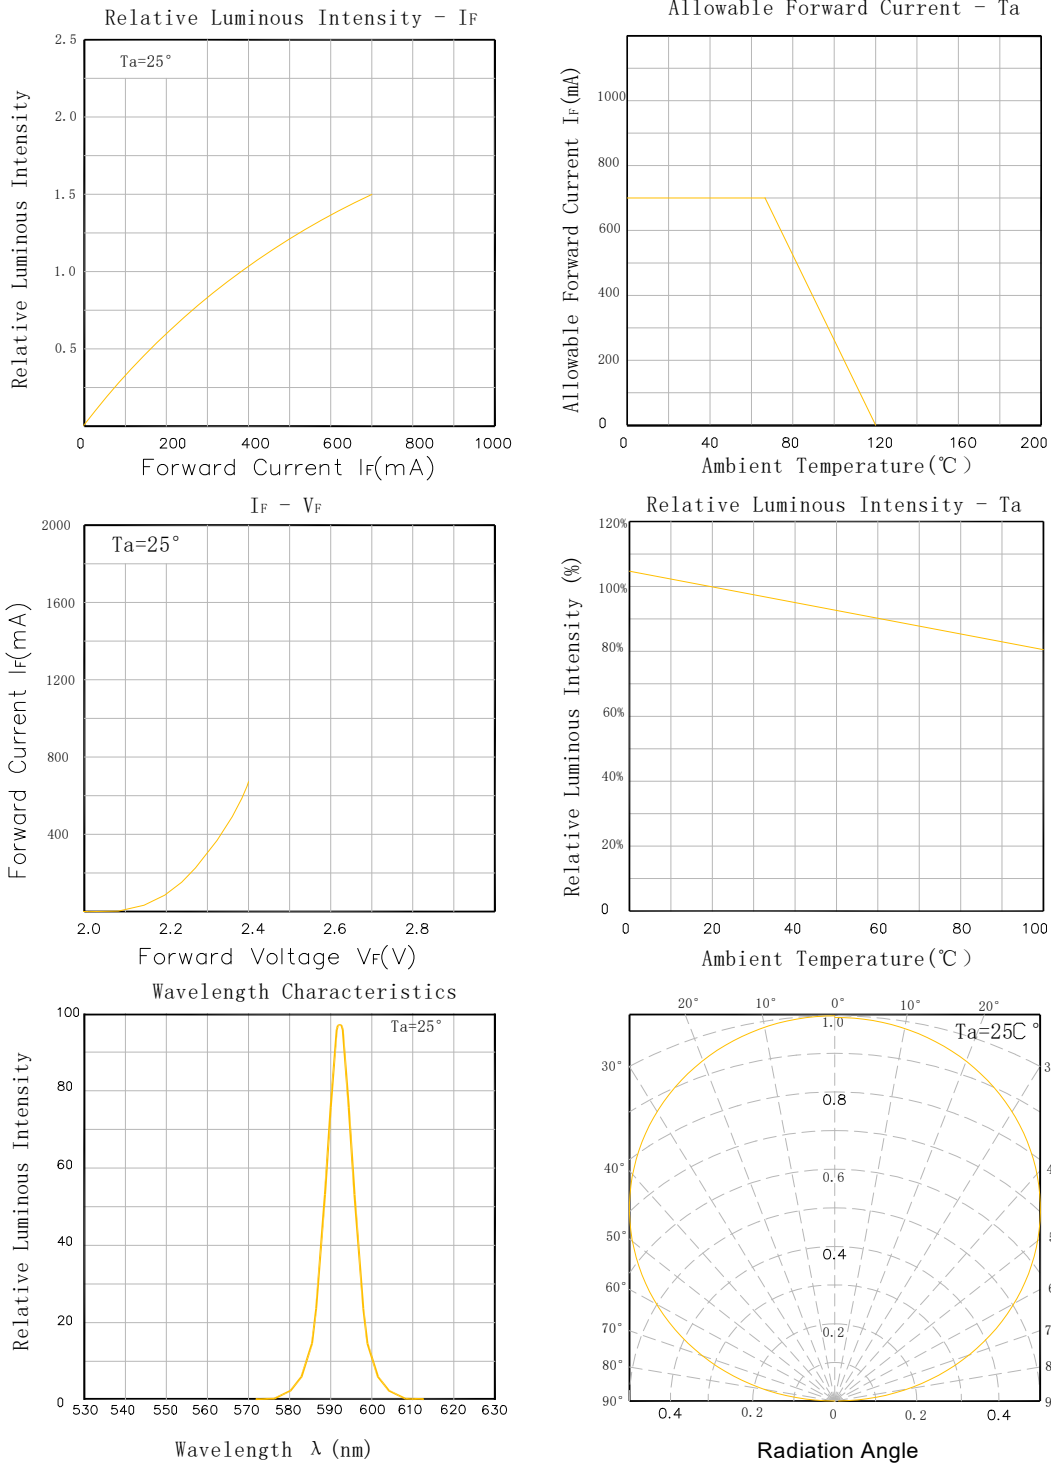 Relative Luminous Intensity - IF
Ta=25°
Relative Luminous Intensity
2.5
2.0
1.5
1.0
0.5
0 200 400 600 800 1000
Forward Current IF(mA)
Allowable Forward Current - Ta
Allowable Forward Current IF(mA)
1000
800
600
400
200
0
0 40 80 120 160 200
Ambient Temperature(℃)
IF - VF
Ta=25°
Forward Current IF(mA)
2000
1600
1200
800
400
2.0 2.2 2.4 2.6 2.8
Forward Voltage VF(V)
Relative Luminous Intensity - Ta
Relative Luminous Intensity (%)
120%
100%
80%
60%
40%
20%
0
0 20 40 60 80 100
Ambient Temperature(℃)
Wavelength Characteristics
Ta=25°
Relative Luminous Intensity
100
80
60
40
20
0
530 540 550 560 570 580 590 600 610 620 630
Wavelength λ (nm)
20° 10° 0° 10° 20°
1.0
Ta=25C°
30° 3
0.8
40° 4
0.6
50° 5
0.4
60° 6
70° 7
0.2
80° 8
90° 9
0.4 0.2 0 0.2 0.4
Radiation Angle